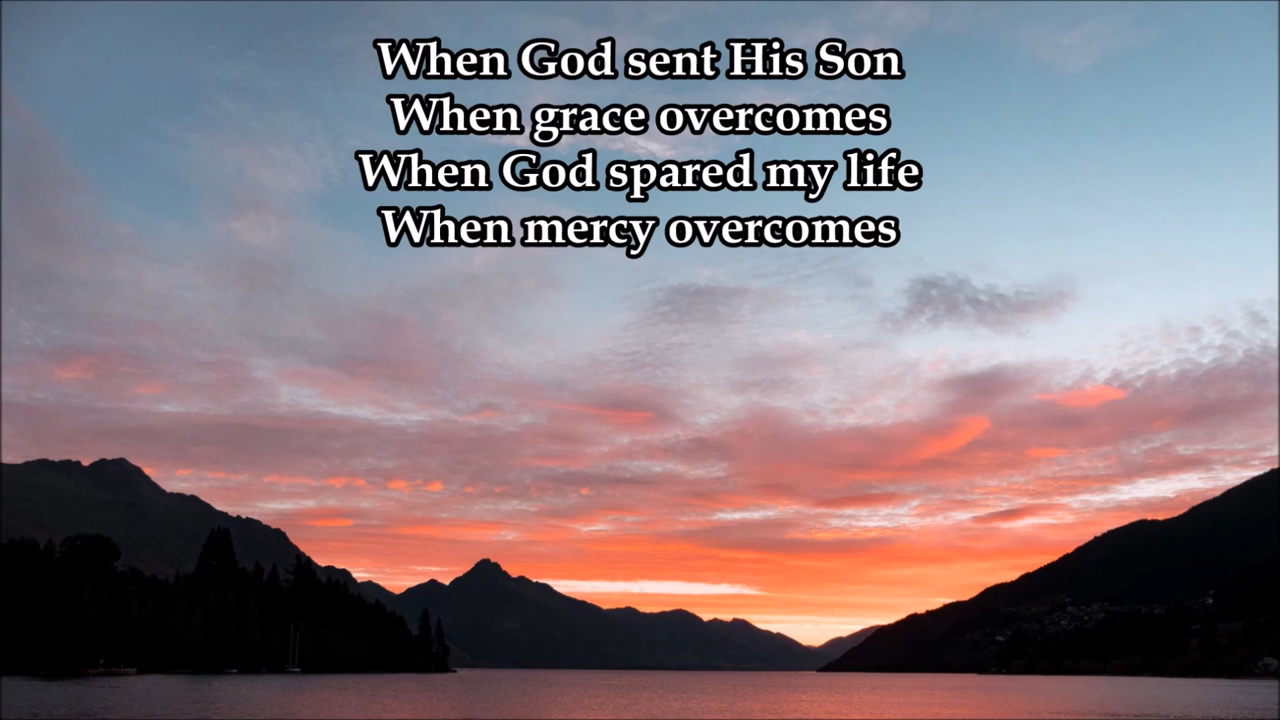 When God sent His Son
When grace overcomes
When God spared my life
When mercy overcomes